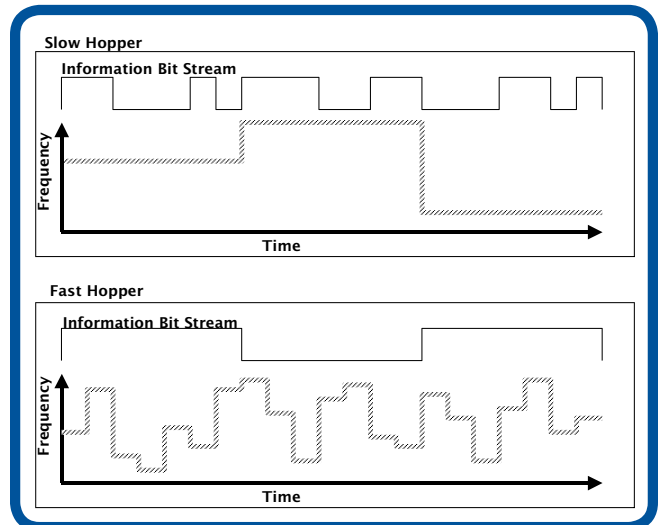 Slow Hopper
Information Bit Stream
Frequency
Time
Fast Hopper
Information Bit Stream
Frequency
Time